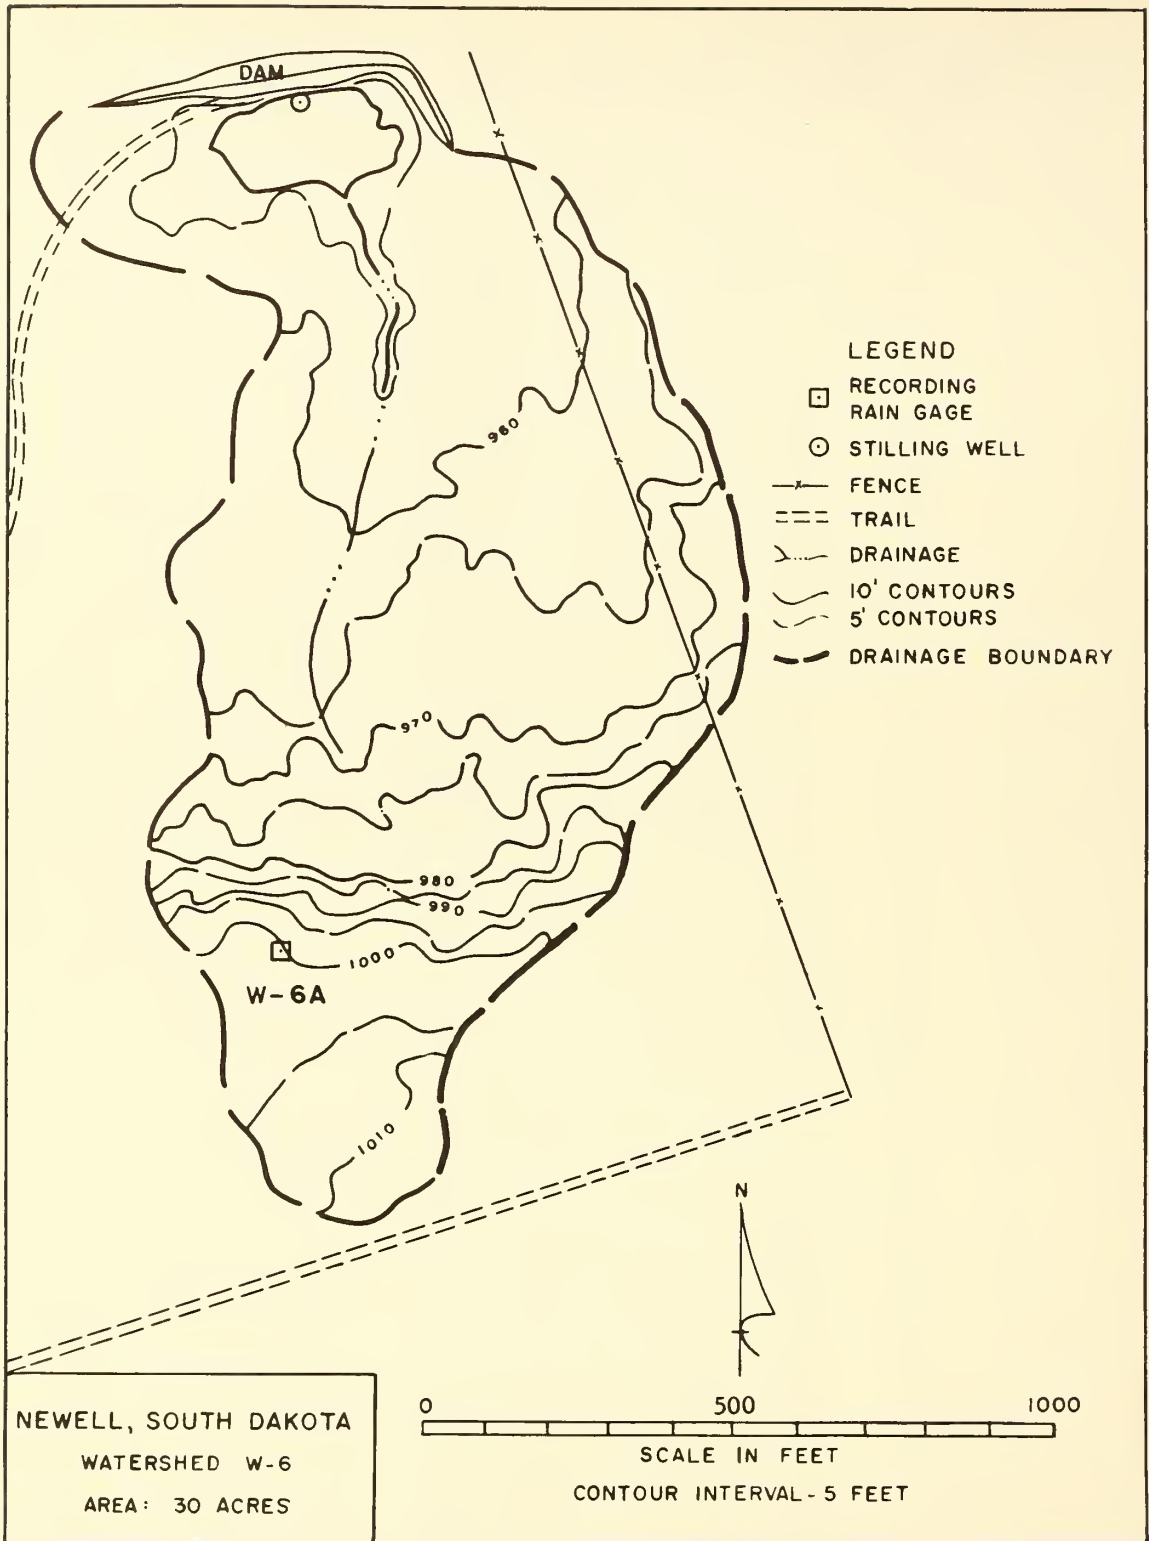 DAM
LEGEND
RECORDING
RAIN GAGE
STILLING WELL
FENCE
TRAIL
DRAINAGE
10' CONTOURS
5' CONTOURS
DRAINAGE BOUNDARY
960
970
980
990
1000
W-6A
1010
N
NEWELL, SOUTH DAKOTA
WATERSHED W-6
AREA: 30 ACRES
0 500 1000
SCALE IN FEET
CONTOUR INTERVAL - 5 FEET